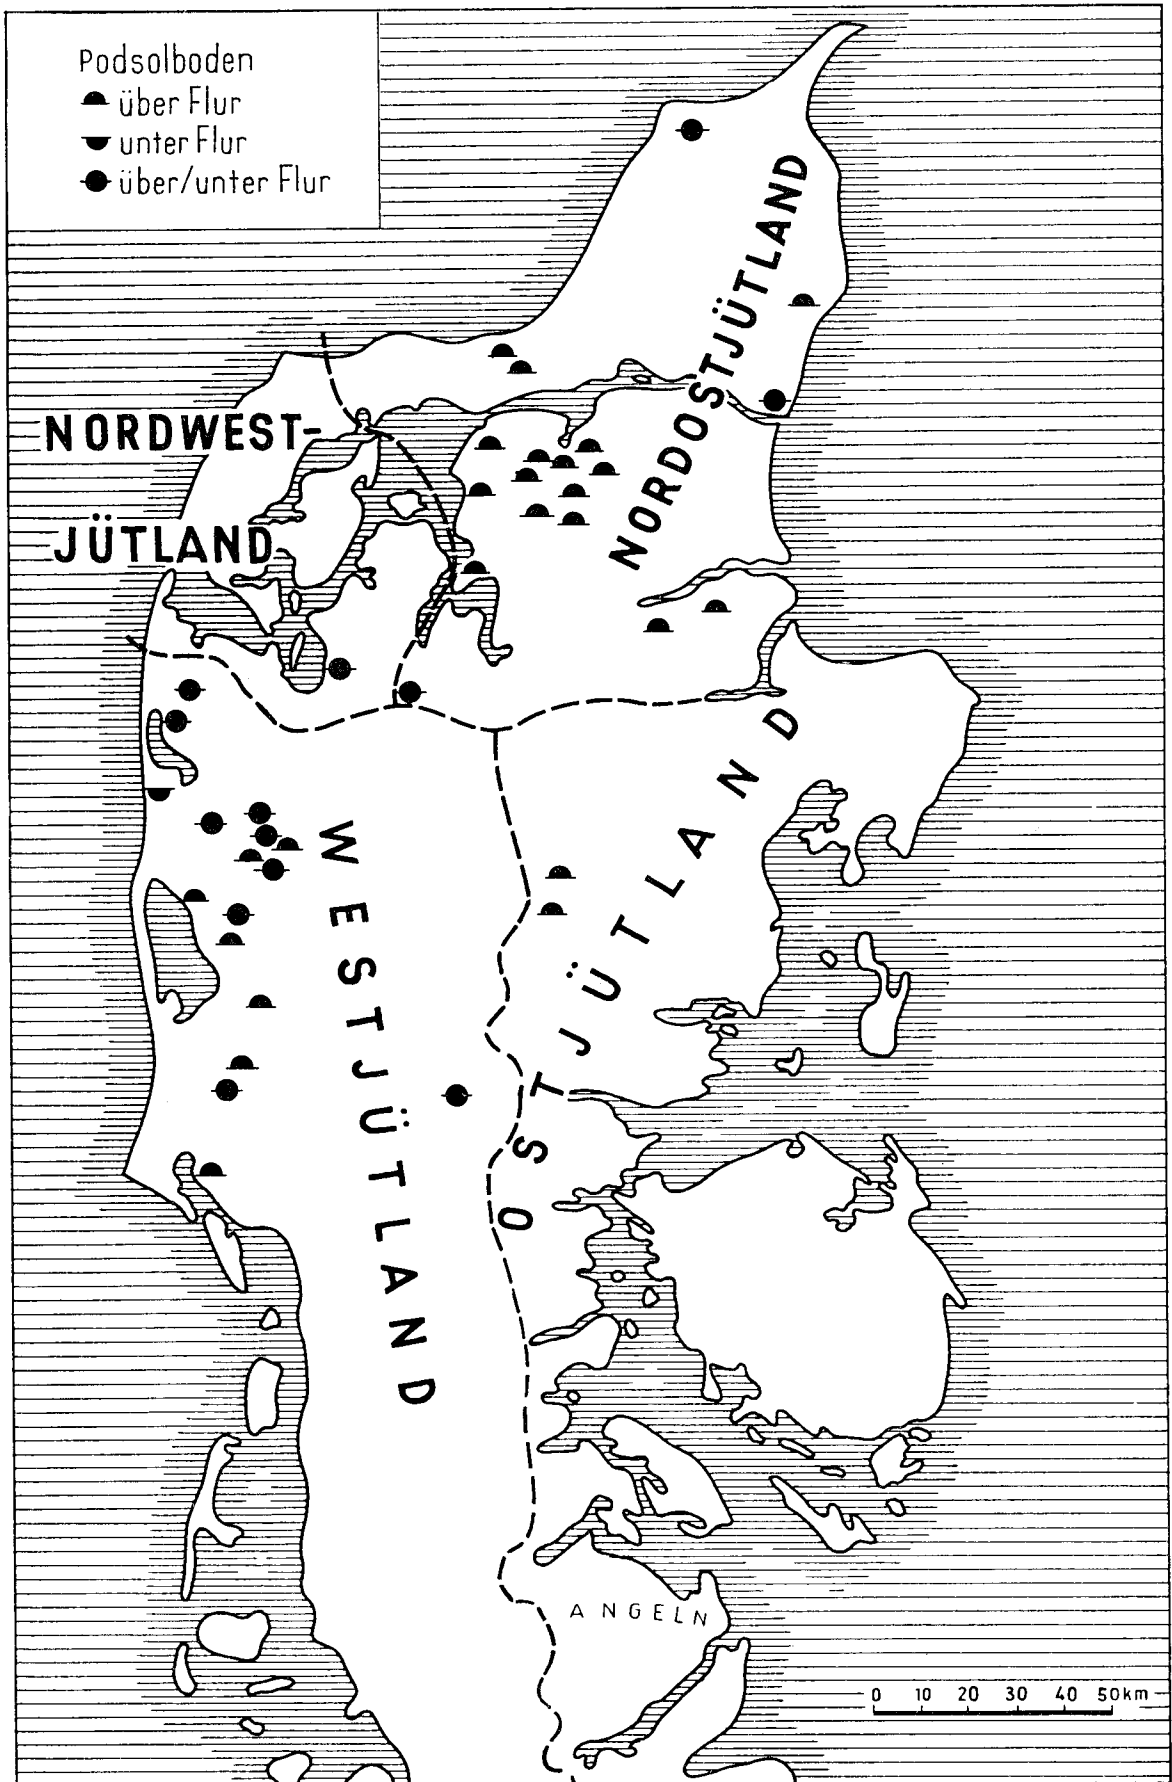 Podsolboden
über Flur
unter Flur
über/unter Flur
NORDOSTJÜTLAND
NORDWEST-
JÜTLAND
WESTJÜTLAND
OSTJÜTLAND
ANGELN
0 10 20 30 40 50km